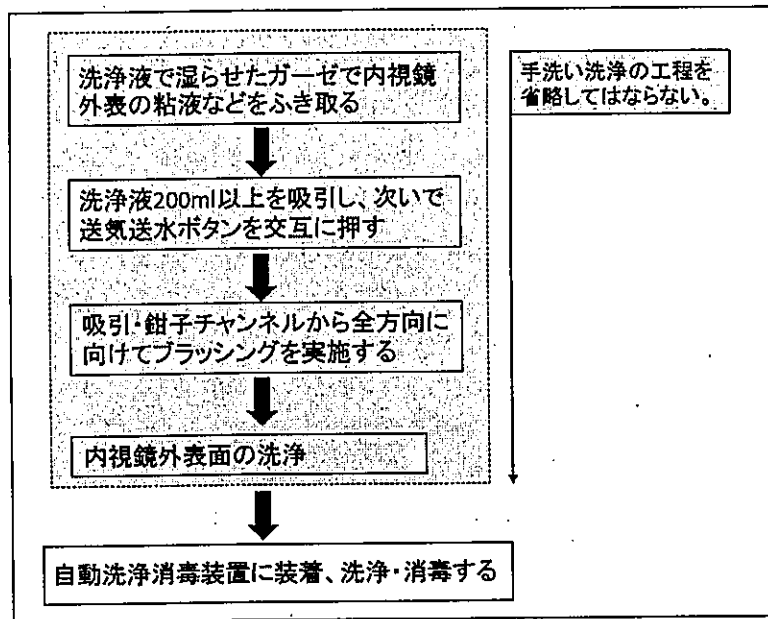 洗浄液で湿らせたガーゼで内視鏡
外表の粘液などをふき取る
手洗い洗浄の工程を
省略してはならない。
洗浄液200ml以上を吸引し、次いで
送気送水ボタンを交互に押す
吸引・鉗子チャンネルから全方向に
向けてブラッシングを実施する
内視鏡外表面の洗浄
自動洗浄消毒装置に装着、洗浄・消毒する